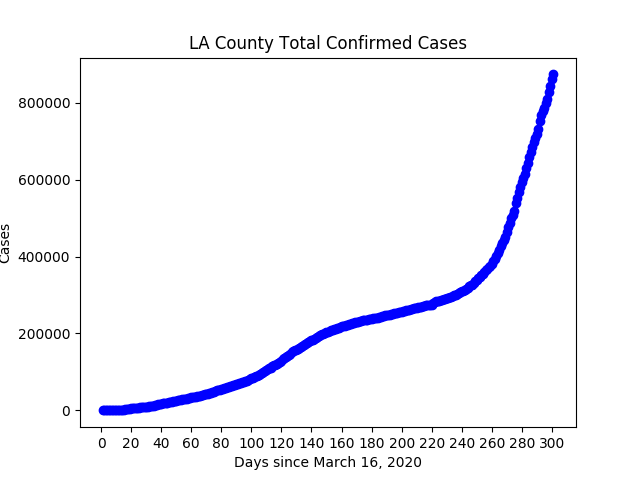 LA County Total Confirmed Cases
800000
600000
400000
200000
0
Cases
0 20 40 60 80 100 120 140 160 180 200 220 240 260 280 300
Days since March 16, 2020